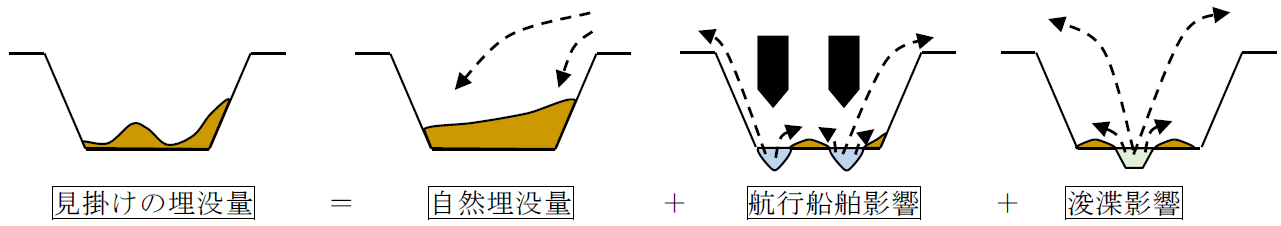 見掛けの埋没量 = 自然埋没量 + 航行船舶影響 + 浚渫影響